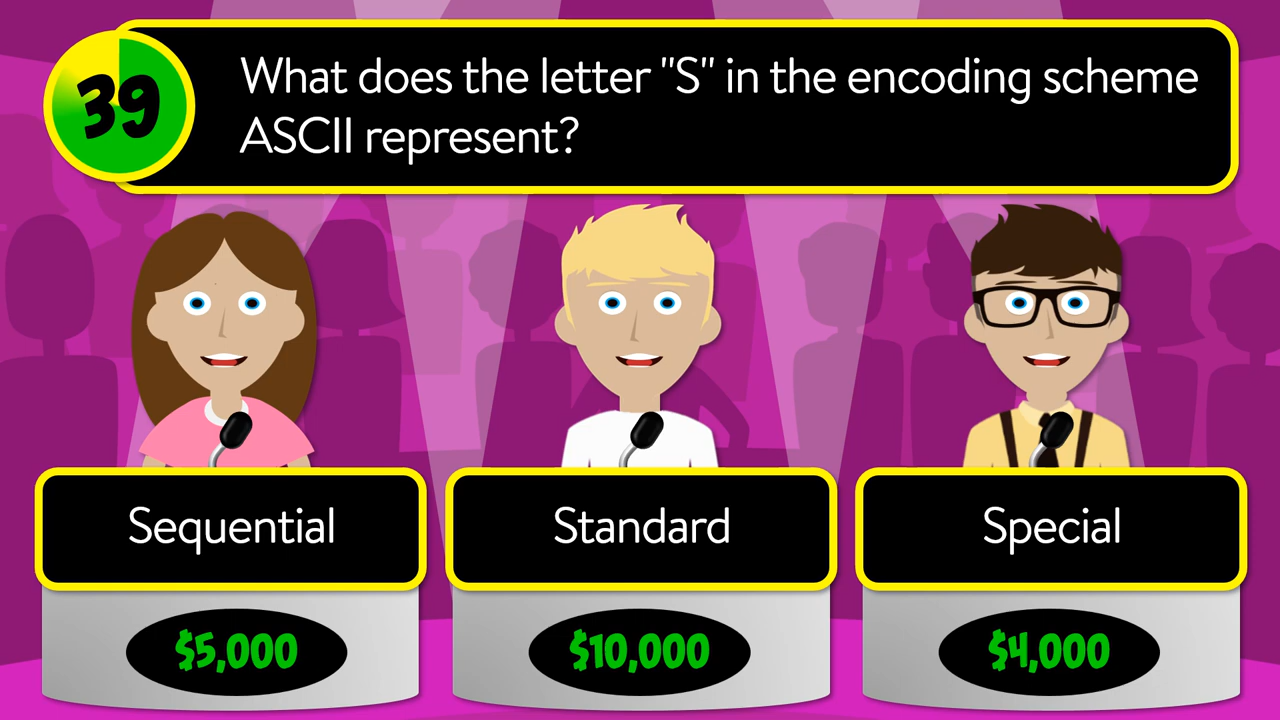 39
What does the letter "S" in the encoding scheme
ASCII represent?
Sequential
Standard
Special
$5,000
$10,000
$4,000